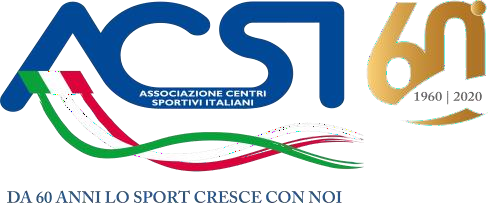 ACSI
ASSOCIAZIONE CENTRI
SPORTIVI ITALIANI
60
1960 | 2020
DA 60 ANNI LO SPORT CRESCE CON NOI